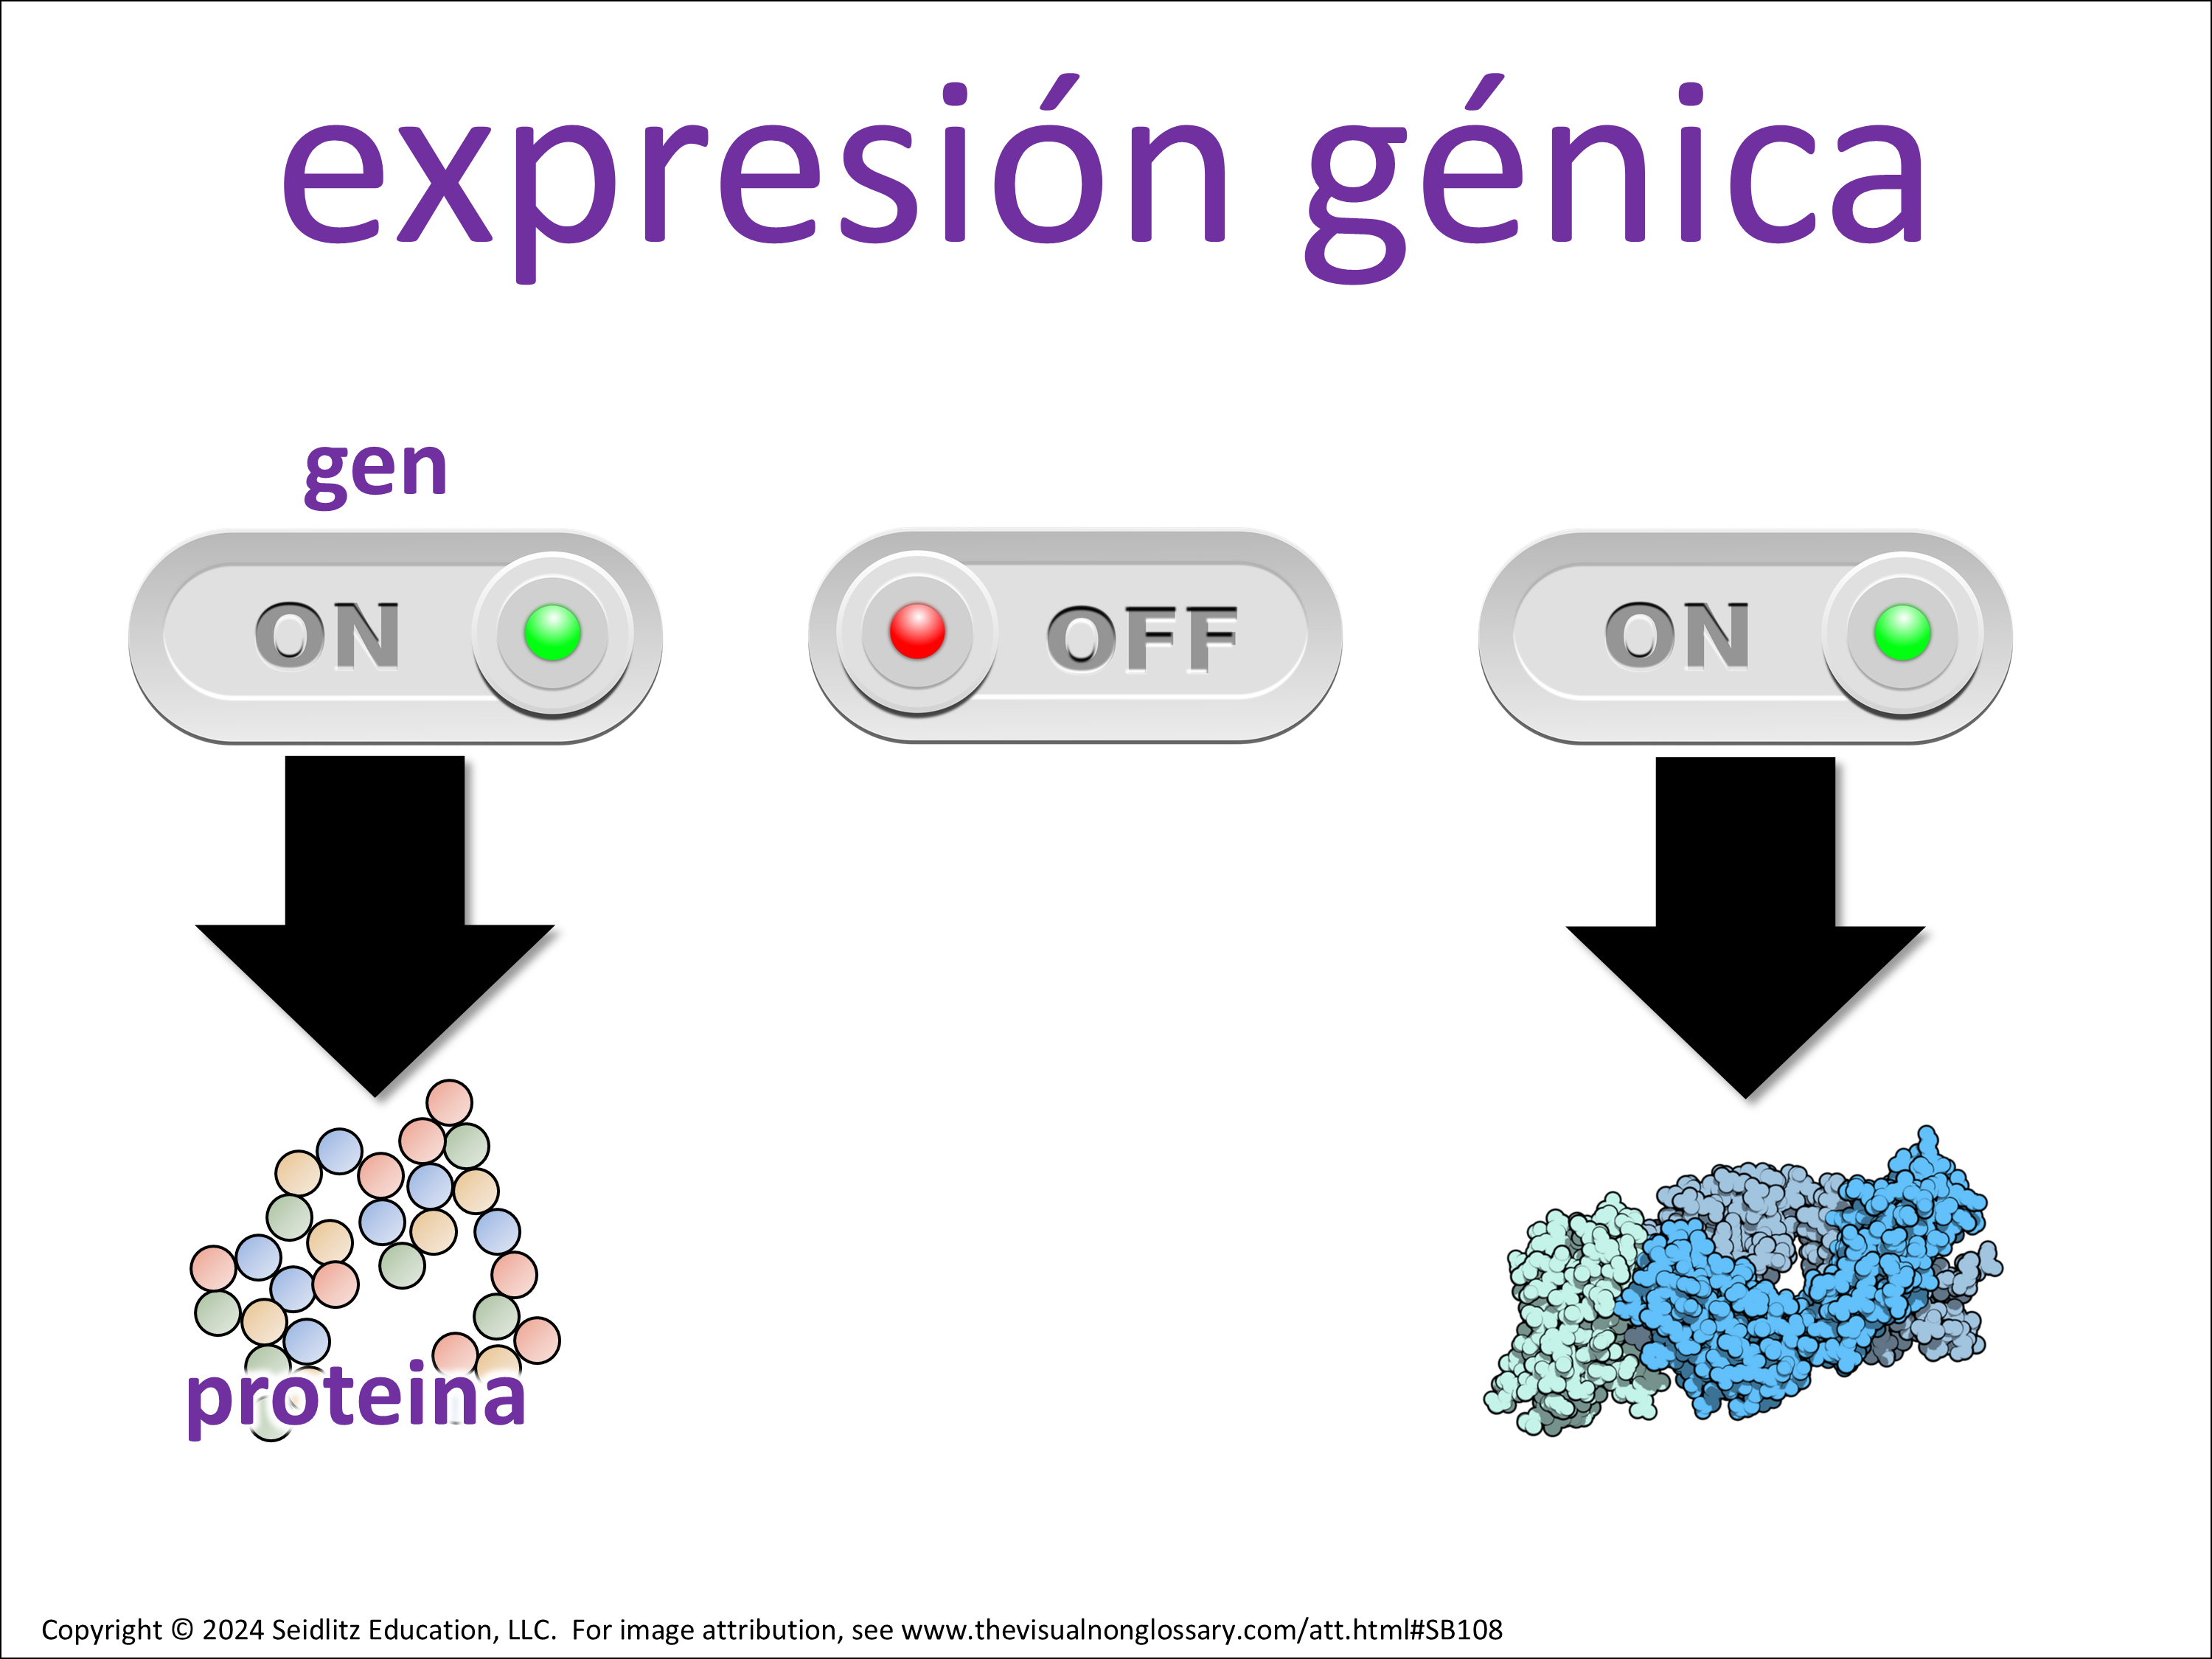 expresión génica
gen
ON OFF ON
proteina
Copyright © 2024 Seidlitz Education, LLC.  For image attribution, see www.thevisualnonglossary.com/att.html#SB108